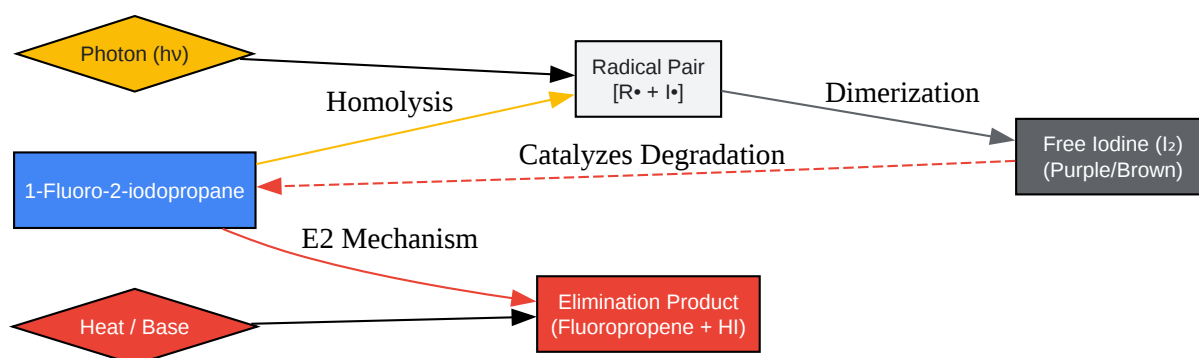 Photon (hν)
Radical Pair
[R• + I•]
Homolysis
Dimerization
Free Iodine (I₂)
(Purple/Brown)
Catalyzes Degradation
1-Fluoro-2-iodopropane
E2 Mechanism
Elimination Product
(Fluoropropene + HI)
Heat / Base